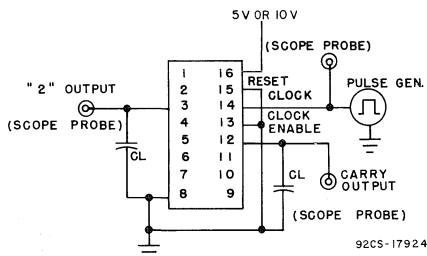 5V OR 10V
(SCOPE PROBE)
PULSE GEN.
"2" OUTPUT
(SCOPE PROBE)
CL
1 16
2 15
3 14
4 13
5 12
6 11
7 10
8 9
RESET
CLOCK
CLOCK
ENABLE
CL
CARRY
OUTPUT
(SCOPE PROBE)
92CS-17924